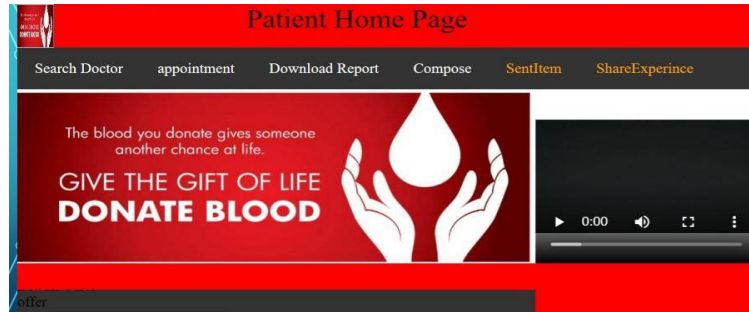 Patient Home Page
Search Doctor appointment Download Report Compose SentItem ShareExperince
The blood you donate gives someone
another chance at life.
GIVE THE GIFT OF LIFE
DONATE BLOOD
0:00
offer